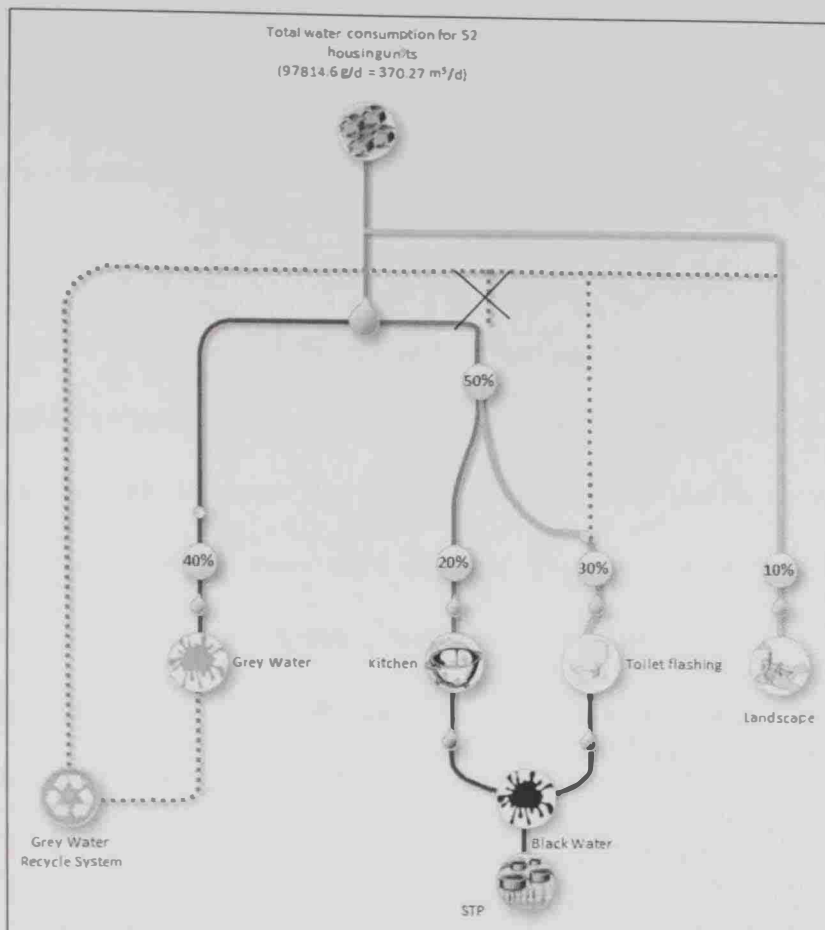 Total water consumption for 52
housingunits
(97814.6 g/d = 370.27 m³/d)
50%
40%
20%
30%
10%
Grey Water
Kitchen
Toilet flashing
Landscape
Grey Water
Recycle System
Black Water
STP